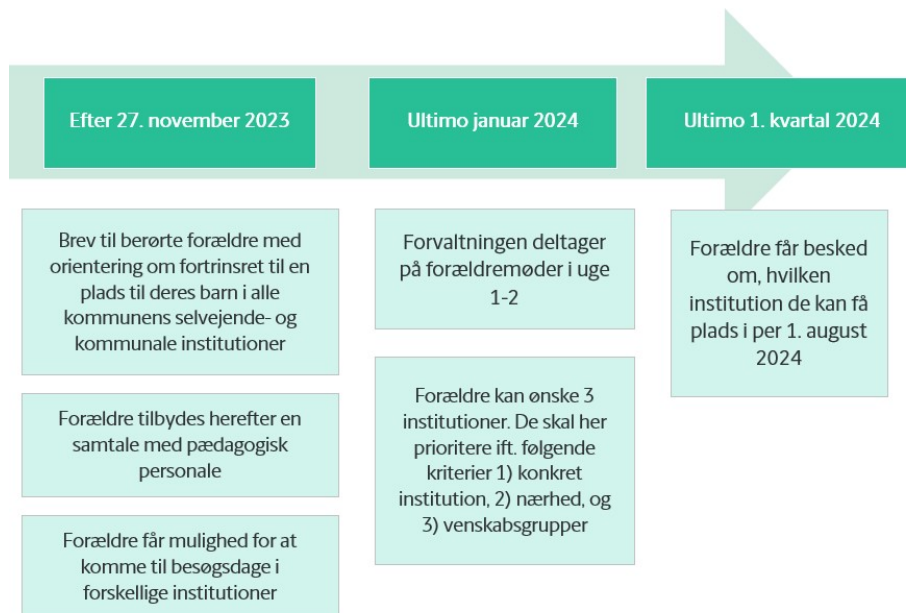 Efter 27. november 2023
Ultimo januar 2024
Ultimo 1. kvartal 2024
Brev til berørte forældre med
orientering om fortrinsret til en
plads til deres barn i alle
kommunens selvejende- og
kommunale institutioner
Forældre tilbydes herefter en
samtale med pædagogisk
personale
Forældre får mulighed for at
komme til besøgsdage i
forskellige institutioner
Forvaltningen deltager
på forældremøder i uge
1-2
Forældre kan ønske 3
institutioner. De skal her
prioritere ift. følgende
kriterier 1) konkret
institution, 2) nærhed, og
3) venskabsgrupper
Forældre får besked
om, hvilken
institution de kan få
plads i per 1. august
2024